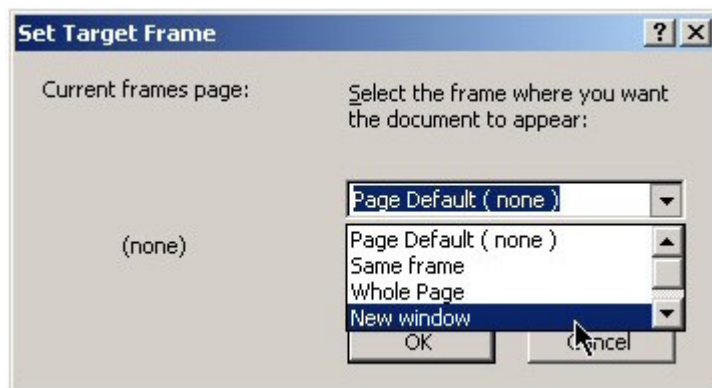 Set Target Frame
Current frames page:
Select the frame where you want
the document to appear:
Page Default ( none )
(none)
Page Default ( none )
Same frame
Whole Page
New window
OK
Cancel